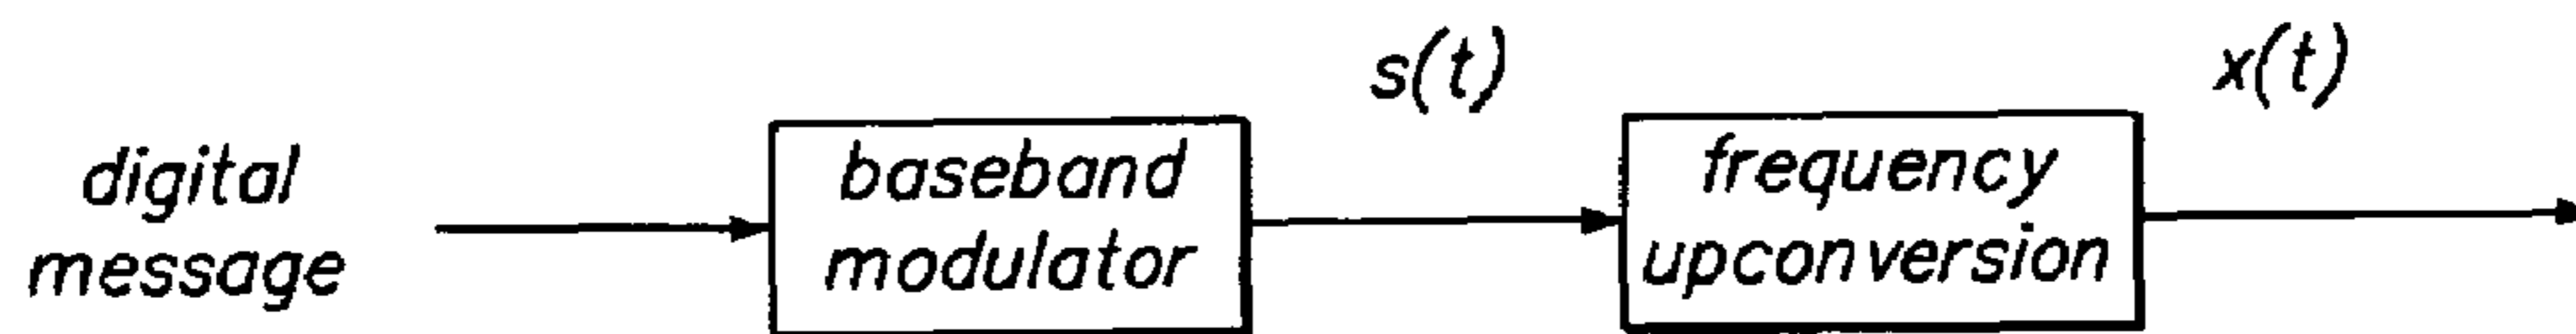 digital
message
baseband
modulator
s(t)
frequency
upconversion
x(t)